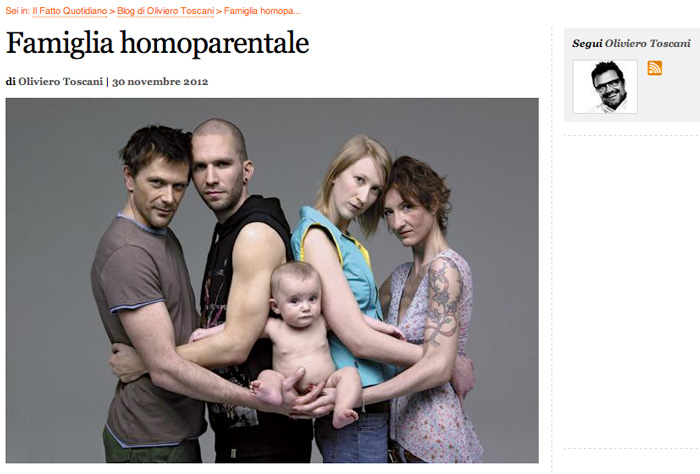 Sei in: Il Fatto Quotidiano > Blog di Oliviero Toscani > Famiglia homopa...
Famiglia homoparentale
di Oliviero Toscani | 30 novembre 2012
Segui Oliviero Toscani